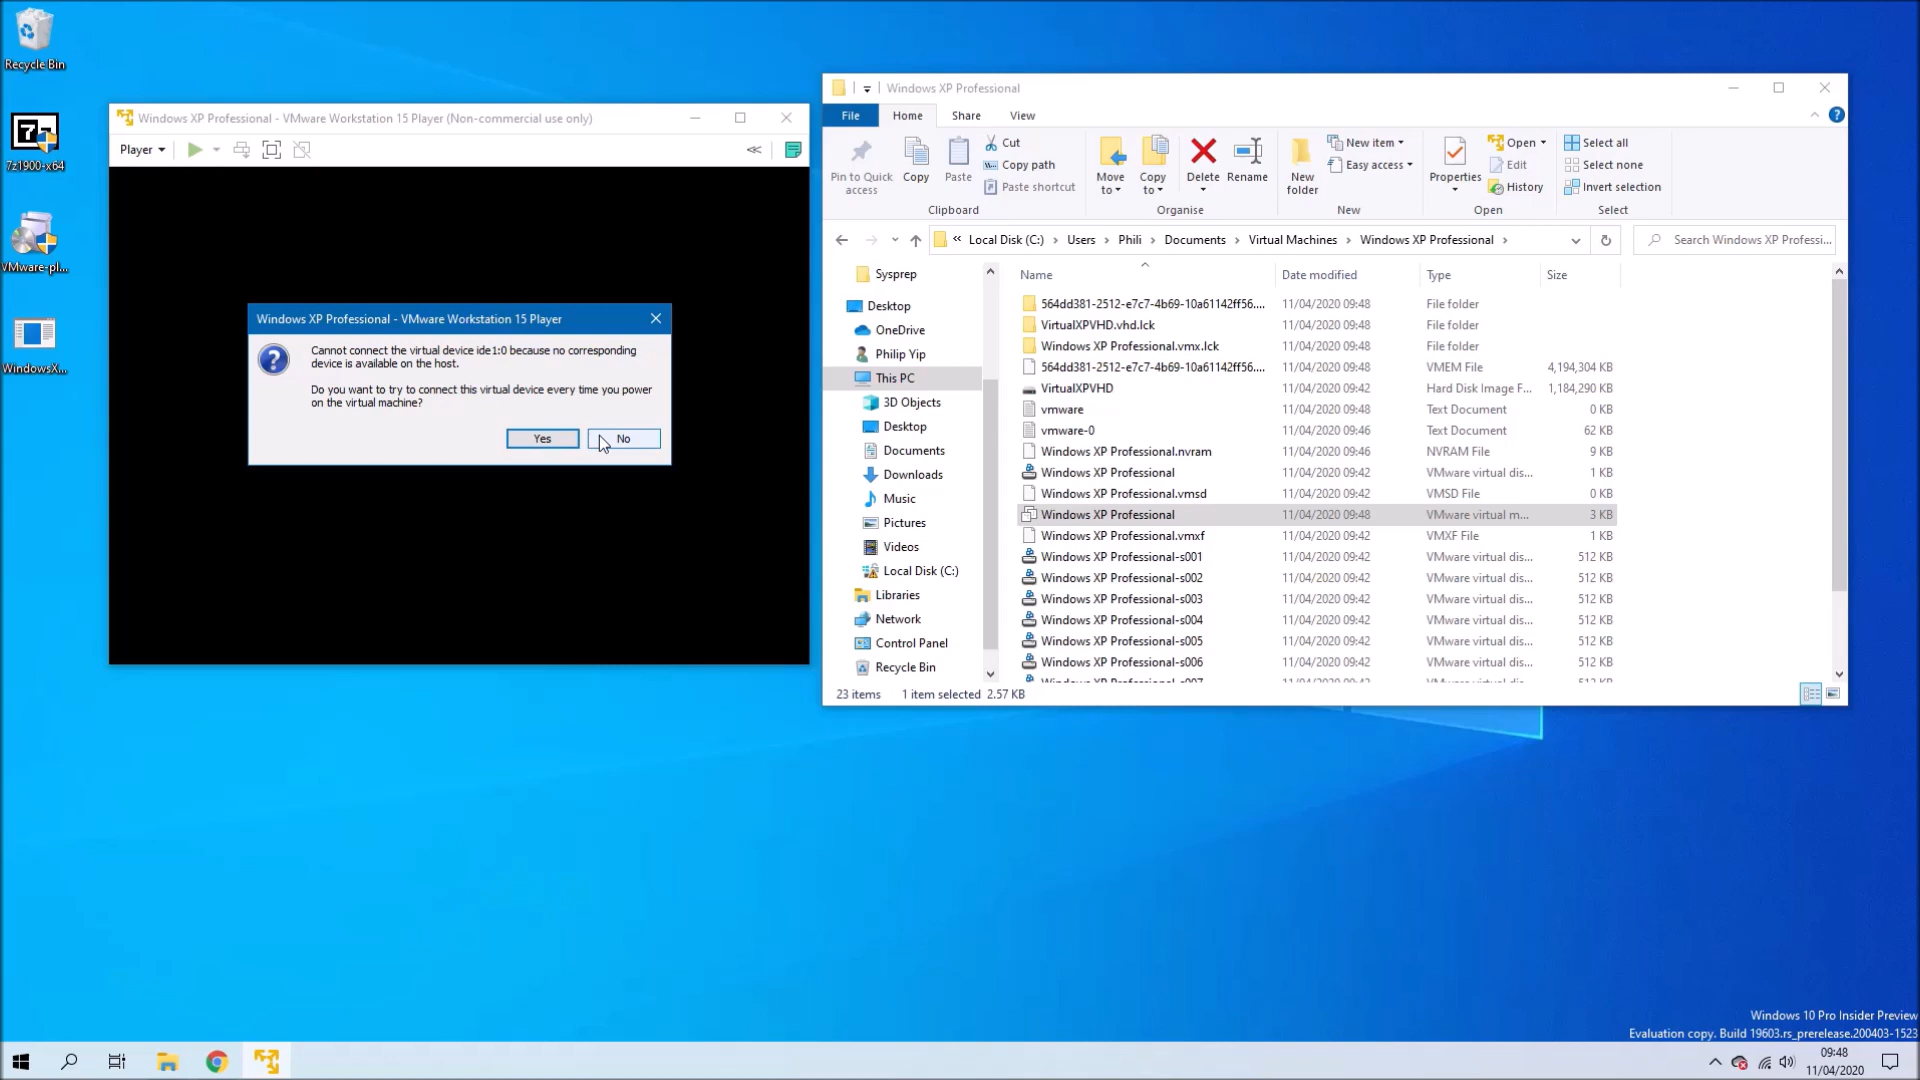 Recycle Bin
7z1900-x64
VMware-pl...
WindowsX...
Windows XP Professional - VMware Workstation 15 Player (Non-commercial use only)
Player
Windows XP Professional - VMware Workstation 15 Player
Cannot connect the virtual device ide1:0 because no corresponding
device is available on the host.
Do you want to try to connect this virtual device every time you power
on the virtual machine?
Yes
No
Windows XP Professional
File
Home
Share
View
Pin to Quick
access
Copy
Paste
Cut
Copy path
Paste shortcut
Clipboard
Move
to
Copy
to
Delete
Rename
Organise
New
folder
New item
Easy access
New
Properties
Open
Edit
History
Open
Select all
Select none
Invert selection
Select
« Local Disk (C:) > Users > Phili > Documents > Virtual Machines > Windows XP Professional >
Search Windows XP Professi...
Sysprep
Desktop
OneDrive
Philip Yip
This PC
3D Objects
Desktop
Documents
Downloads
Music
Pictures
Videos
Local Disk (C:)
Libraries
Network
Control Panel
Recycle Bin
Name Date modified Type Size
564dd381-2512-e7c7-4b69-10a61142ff56.... 11/04/2020 09:48 File folder
VirtualXPVHD.vhd.lck 11/04/2020 09:48 File folder
Windows XP Professional.vmx.lck 11/04/2020 09:48 File folder
564dd381-2512-e7c7-4b69-10a61142ff56.... 11/04/2020 09:48 VMEM File 4,194,304 KB
VirtualXPVHD 11/04/2020 09:42 Hard Disk Image F... 1,184,290 KB
vmware 11/04/2020 09:48 Text Document 0 KB
vmware-0 11/04/2020 09:46 Text Document 62 KB
Windows XP Professional.nvram 11/04/2020 09:46 NVRAM File 9 KB
Windows XP Professional 11/04/2020 09:42 VMware virtual dis... 1 KB
Windows XP Professional.vmsd 11/04/2020 09:42 VMSD File 0 KB
Windows XP Professional 11/04/2020 09:48 VMware virtual m... 3 KB
Windows XP Professional.vmxf 11/04/2020 09:42 VMXF File 1 KB
Windows XP Professional-s001 11/04/2020 09:42 VMware virtual dis... 512 KB
Windows XP Professional-s002 11/04/2020 09:42 VMware virtual dis... 512 KB
Windows XP Professional-s003 11/04/2020 09:42 VMware virtual dis... 512 KB
Windows XP Professional-s004 11/04/2020 09:42 VMware virtual dis... 512 KB
Windows XP Professional-s005 11/04/2020 09:42 VMware virtual dis... 512 KB
Windows XP Professional-s006 11/04/2020 09:42 VMware virtual dis... 512 KB
23 items 1 item selected 2.57 KB
Windows 10 Pro Insider Preview
Evaluation copy. Build 19603.rs_prerelease.200403-1523
09:48
11/04/2020